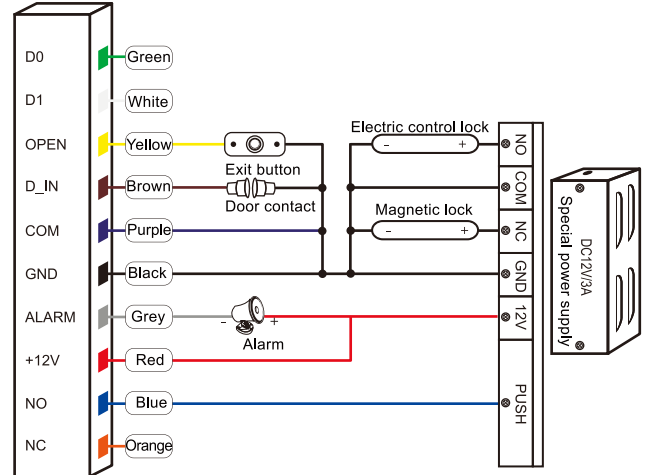 D0 Green
D1 White
OPEN Yellow
Exit button
D_IN Brown
Door contact
COM Purple
GND Black
ALARM Grey - +
Alarm
+12V Red
NO Blue
NC Orange
Electric control lock
- +
Magnetic lock
- +
NO
COM
NC
GND
12V
PUSH
DC12V/3A
Special power supply